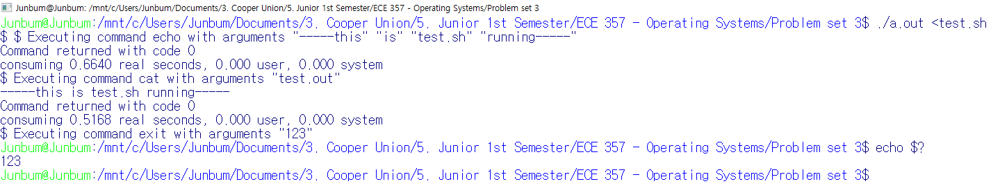 Junbum@Junbum: /mnt/c/Users/Junbum/Documents/3. Cooper Union/5. Junior 1st Semester/ECE 357 - Operating Systems/Problem set 3
Junbum@Junbum:/mnt/c/Users/Junbum/Documents/3. Cooper Union/5. Junior 1st Semester/ECE 357 - Operating Systems/Problem set 3$ ./a.out <test.sh
$ $ Executing command echo with arguments "-----this" "is" "test.sh" "running-----"
Command returned with code 0
consuming 0.6640 real seconds, 0.000 user, 0.000 system
$ Executing command cat with arguments "test.out"
-----this is test.sh running-----
Command returned with code 0
consuming 0.5168 real seconds, 0.000 user, 0.000 system
$ Executing command exit with arguments "123"
Junbum@Junbum:/mnt/c/Users/Junbum/Documents/3. Cooper Union/5. Junior 1st Semester/ECE 357 - Operating Systems/Problem set 3$ echo $?
123
Junbum@Junbum:/mnt/c/Users/Junbum/Documents/3. Cooper Union/5. Junior 1st Semester/ECE 357 - Operating Systems/Problem set 3$